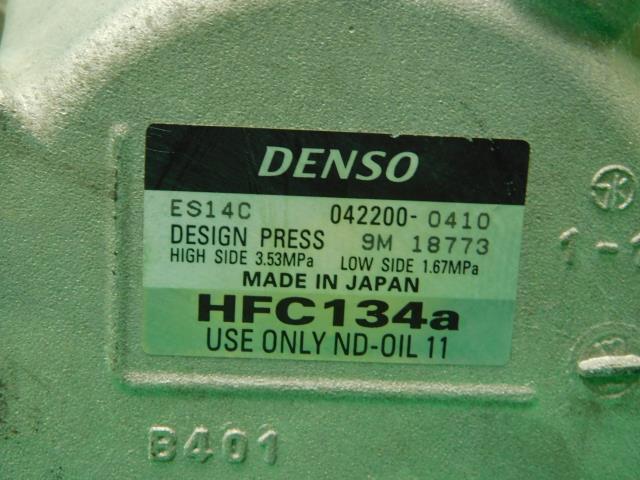 DENSO
ES14C 042200-0410
DESIGN PRESS 9M 18773
HIGH SIDE 3.53MPa LOW SIDE 1.67MPa
MADE IN JAPAN
HFC134a
USE ONLY ND-OIL 11
B401